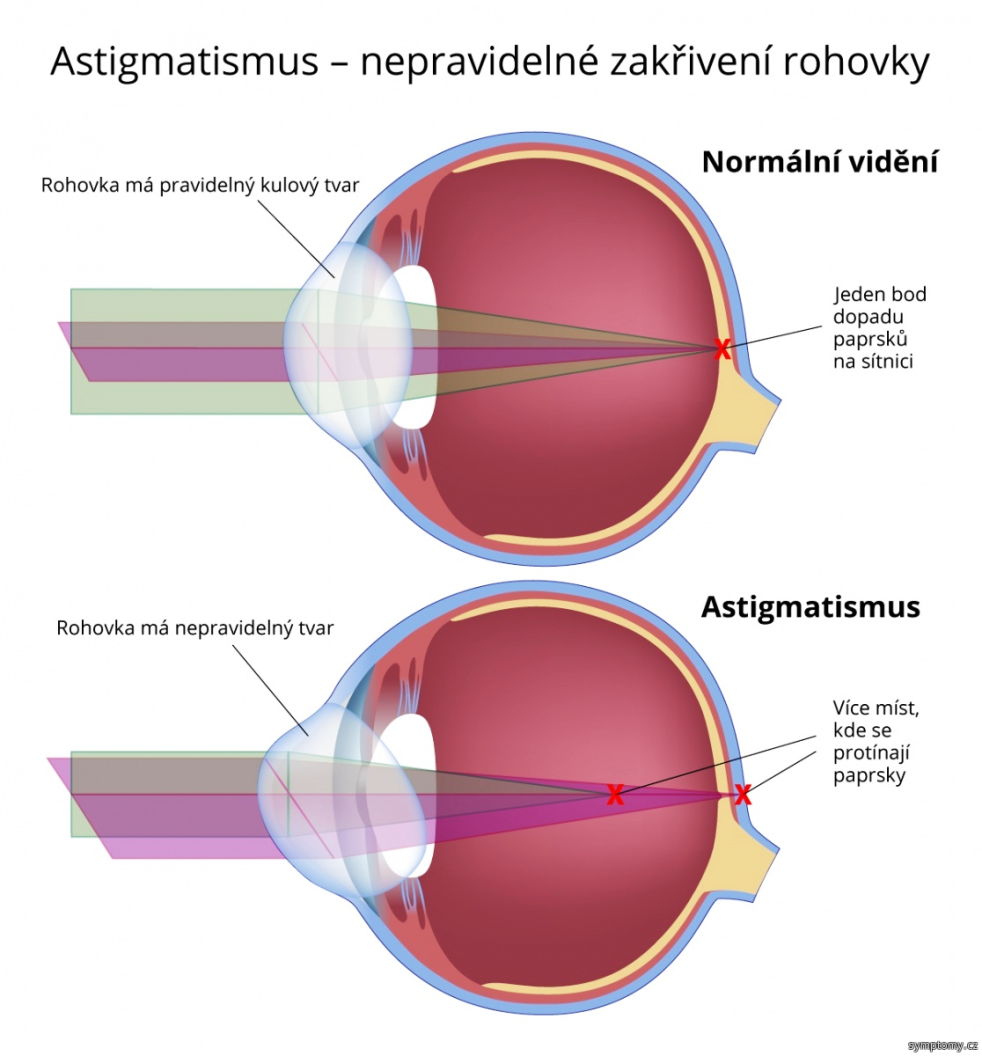 Astigmatismus – nepravidelné zakřivení rohovky
Normální vidění
Rohovka má pravidelný kulový tvar
Jeden bod
dopadu
paprsků
na sítnici
Astigmatismus
Rohovka má nepravidelný tvar
Více míst,
kde se
protínají
paprsky
symptomy.cz